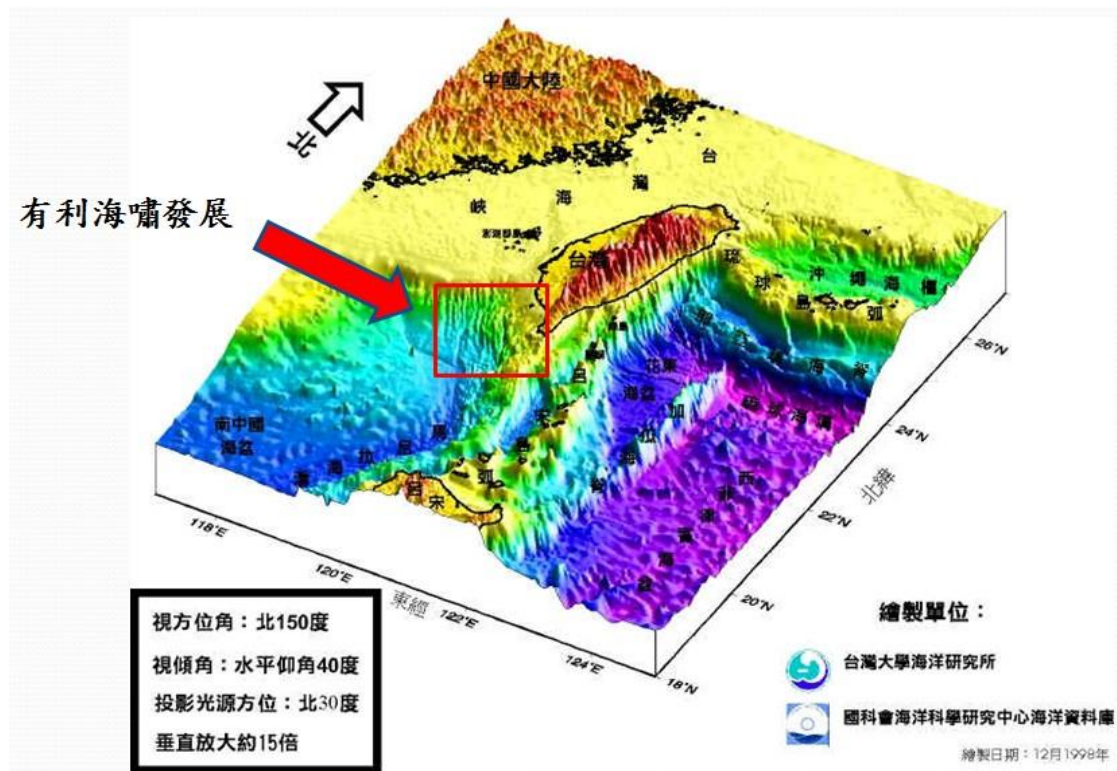 中國大陸
北
台
灣
海
峽
有利海嘯發展
澎湖群島
台灣
琉
球
島
弧
沖繩海槽
琉球海溝
花東
海盆
加
呂
宋
島
弧
南中國
海盆
馬
尼
拉
海
溝
呂
宋
西
菲
律
賓
海
盆
26°N
24°N
22°N
20°N
18°N
北緯
118°E
120°E
122°E
124°E
東經
視方位角：北150度
視傾角：水平仰角40度
投影光源方位：北30度
垂直放大約15倍
繪製單位：
台灣大學海洋研究所
國科會海洋科學研究中心海洋資料庫
繪製日期：12月1998年